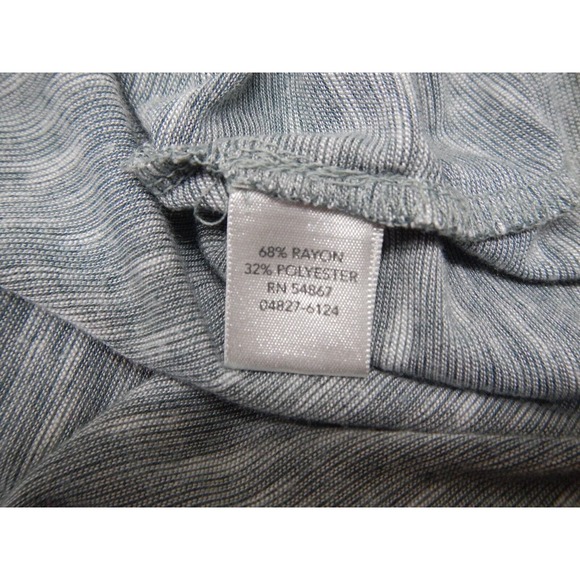 68% RAYON
32% POLYESTER
RN 54867
04827-6124